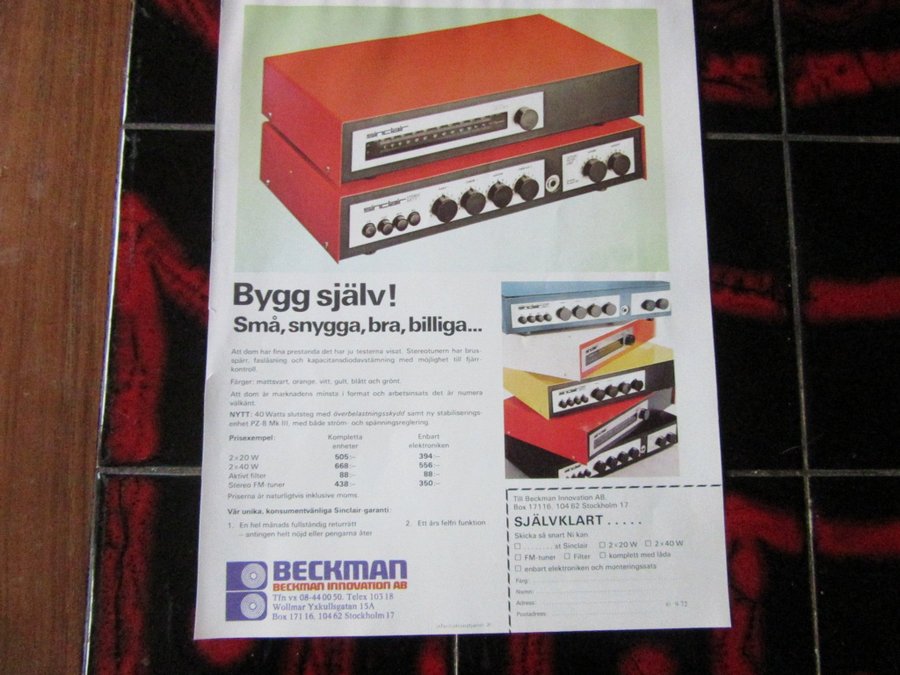 sinclair
sinclair
Bygg själv!
Små, snygga, bra, billiga...
Att dom har fina prestanda det har ju testerna visat. Stereotunern har brus-
spärr, faslåsning och kapacitansdiodavstämning med möjlighet till fjärr-
kontroll.
Färger: mattsvart, orange, vitt, gult, blått och grönt.
Att dom är marknadens minsta i format och arbetsinsats det är numera
välkänt.
NYTT: 40 Watts slutsteg med överbelastningsskydd samt ny stabiliserings-
enhet PZ-8 Mk III, med både ström- och spänningsreglering.
Prisexempel: Kompletta enheter Enbart elektroniken
2×20 W 505:– 394:–
2×40 W 668:– 556:–
Aktivt filter 88:– 88:–
Stereo FM-tuner 438:– 350:–
Priserna är naturligtvis inklusive moms.
Vår unika, konsumentvänliga Sinclair garanti:
1. En hel månads fullständig returrätt
– antingen helt nöjd eller pengarna åter
2. Ett års felfri funktion
BECKMAN
BECKMAN INNOVATION AB
Tfn vx 08-44 00 50. Telex 103 18
Wollmar Yxkullsgatan 15A
Box 171 16, 104 62 Stockholm 17
Till Beckman Innovation AB,
Box 17116, 104 62 Stockholm 17
SJÄLVKLART . . . . .
Skicka så snart Ni kan
☐ ........ st Sinclair ☐ 2×20 W ☐ 2×40 W
☐ FM-tuner ☐ Filter ☐ komplett med låda
☐ enbart elektroniken och monteringssats
Färg:
Namn:
Adress:
Postadress: